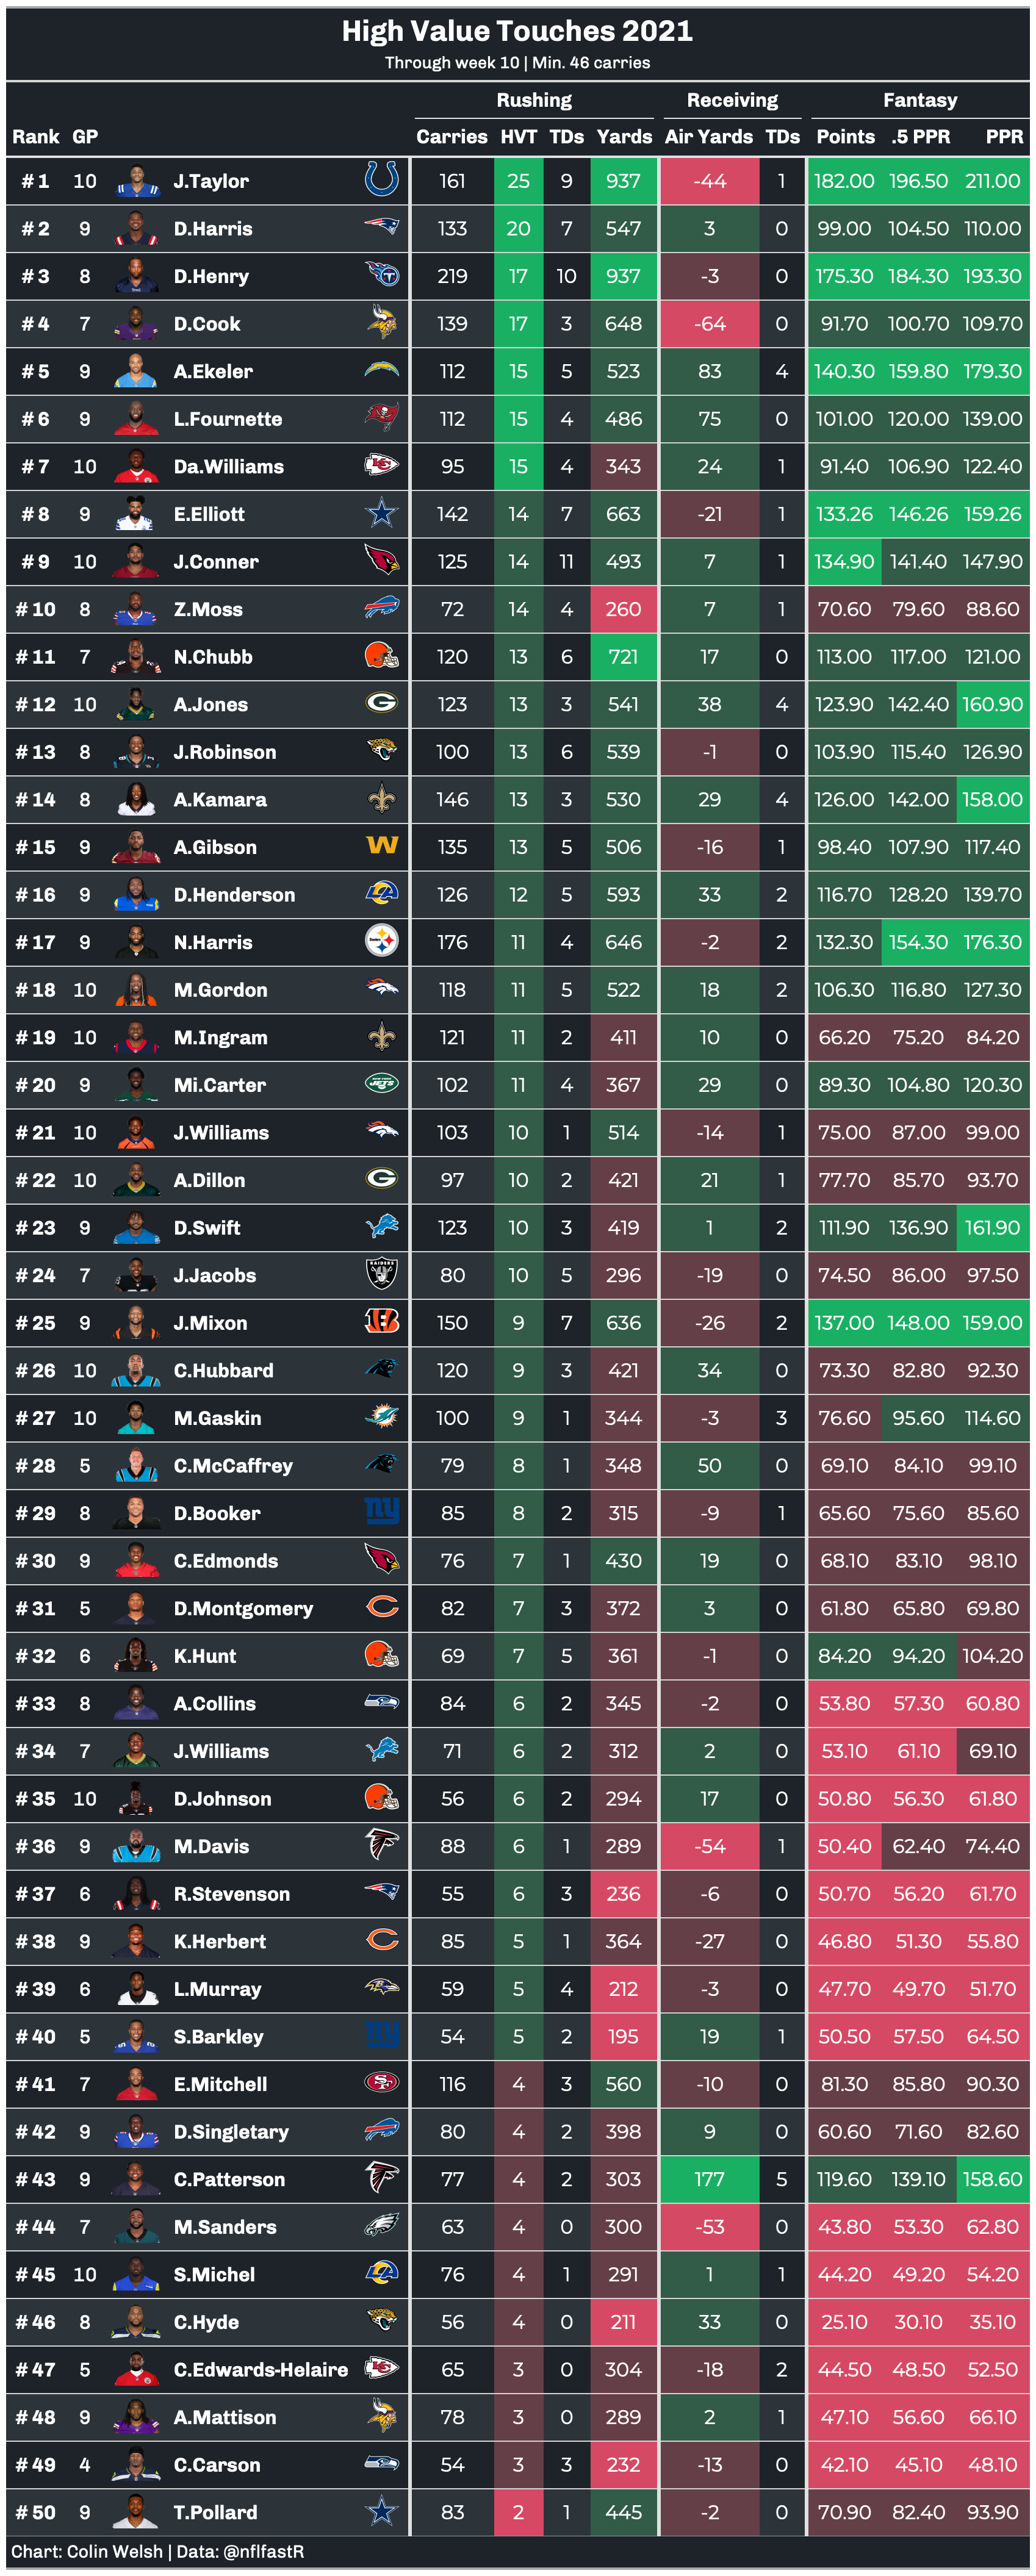 High Value Touches 2021
Through week 10 | Min. 46 carries
Rushing Receiving Fantasy
Rank GP Carries HVT TDs Yards Air Yards TDs Points .5 PPR PPR
# 1 10 J.Taylor 161 25 9 937 -44 1 182.00 196.50 211.00
# 2 9 D.Harris 133 20 7 547 3 0 99.00 104.50 110.00
# 3 8 D.Henry 219 17 10 937 -3 0 175.30 184.30 193.30
# 4 7 D.Cook 139 17 3 648 -64 0 91.70 100.70 109.70
# 5 9 A.Ekeler 112 15 5 523 83 4 140.30 159.80 179.30
# 6 9 L.Fournette 112 15 4 486 75 0 101.00 120.00 139.00
# 7 10 Da.Williams 95 15 4 343 24 1 91.40 106.90 122.40
# 8 9 E.Elliott 142 14 7 663 -21 1 133.26 146.26 159.26
# 9 10 J.Conner 125 14 11 493 7 1 134.90 141.40 147.90
# 10 8 Z.Moss 72 14 4 260 7 1 70.60 79.60 88.60
# 11 7 N.Chubb 120 13 6 721 17 0 113.00 117.00 121.00
# 12 10 A.Jones G 123 13 3 541 38 4 123.90 142.40 160.90
# 13 8 J.Robinson 100 13 6 539 -1 0 103.90 115.40 126.90
# 14 8 A.Kamara 146 13 3 530 29 4 126.00 142.00 158.00
# 15 9 A.Gibson W 135 13 5 506 -16 1 98.40 107.90 117.40
# 16 9 D.Henderson LA 126 12 5 593 33 2 116.70 128.20 139.70
# 17 9 N.Harris 176 11 4 646 -2 2 132.30 154.30 176.30
# 18 10 M.Gordon 118 11 5 522 18 2 106.30 116.80 127.30
# 19 10 M.Ingram 121 11 2 411 10 0 66.20 75.20 84.20
# 20 9 Mi.Carter JETS 102 11 4 367 29 0 89.30 104.80 120.30
# 21 10 J.Williams 103 10 1 514 -14 1 75.00 87.00 99.00
# 22 10 A.Dillon G 97 10 2 421 21 1 77.70 85.70 93.70
# 23 9 D.Swift 123 10 3 419 1 2 111.90 136.90 161.90
# 24 7 J.Jacobs RAIDERS 80 10 5 296 -19 0 74.50 86.00 97.50
# 25 9 J.Mixon B 150 9 7 636 -26 2 137.00 148.00 159.00
# 26 10 C.Hubbard 120 9 3 421 34 0 73.30 82.80 92.30
# 27 10 M.Gaskin 100 9 1 344 -3 3 76.60 95.60 114.60
# 28 5 C.McCaffrey 79 8 1 348 50 0 69.10 84.10 99.10
# 29 8 D.Booker ny 85 8 2 315 -9 1 65.60 75.60 85.60
# 30 9 C.Edmonds 76 7 1 430 19 0 68.10 83.10 98.10
# 31 5 D.Montgomery C 82 7 3 372 3 0 61.80 65.80 69.80
# 32 6 K.Hunt 69 7 5 361 -1 0 84.20 94.20 104.20
# 33 8 A.Collins 84 6 2 345 -2 0 53.80 57.30 60.80
# 34 7 J.Williams 71 6 2 312 2 0 53.10 61.10 69.10
# 35 10 D.Johnson 56 6 2 294 17 0 50.80 56.30 61.80
# 36 9 M.Davis 88 6 1 289 -54 1 50.40 62.40 74.40
# 37 6 R.Stevenson 55 6 3 236 -6 0 50.70 56.20 61.70
# 38 9 K.Herbert C 85 5 1 364 -27 0 46.80 51.30 55.80
# 39 6 L.Murray 59 5 4 212 -3 0 47.70 49.70 51.70
# 40 5 S.Barkley ny 54 5 2 195 19 1 50.50 57.50 64.50
# 41 7 E.Mitchell SF 116 4 3 560 -10 0 81.30 85.80 90.30
# 42 9 D.Singletary 80 4 2 398 9 0 60.60 71.60 82.60
# 43 9 C.Patterson 77 4 2 303 177 5 119.60 139.10 158.60
# 44 7 M.Sanders 63 4 0 300 -53 0 43.80 53.30 62.80
# 45 10 S.Michel LA 76 4 1 291 1 1 44.20 49.20 54.20
# 46 8 C.Hyde 56 4 0 211 33 0 25.10 30.10 35.10
# 47 5 C.Edwards-Helaire KC 65 3 0 304 -18 2 44.50 48.50 52.50
# 48 9 A.Mattison 78 3 0 289 2 1 47.10 56.60 66.10
# 49 4 C.Carson 54 3 3 232 -13 0 42.10 45.10 48.10
# 50 9 T.Pollard 83 2 1 445 -2 0 70.90 82.40 93.90
Chart: Colin Welsh | Data: @nflfastR